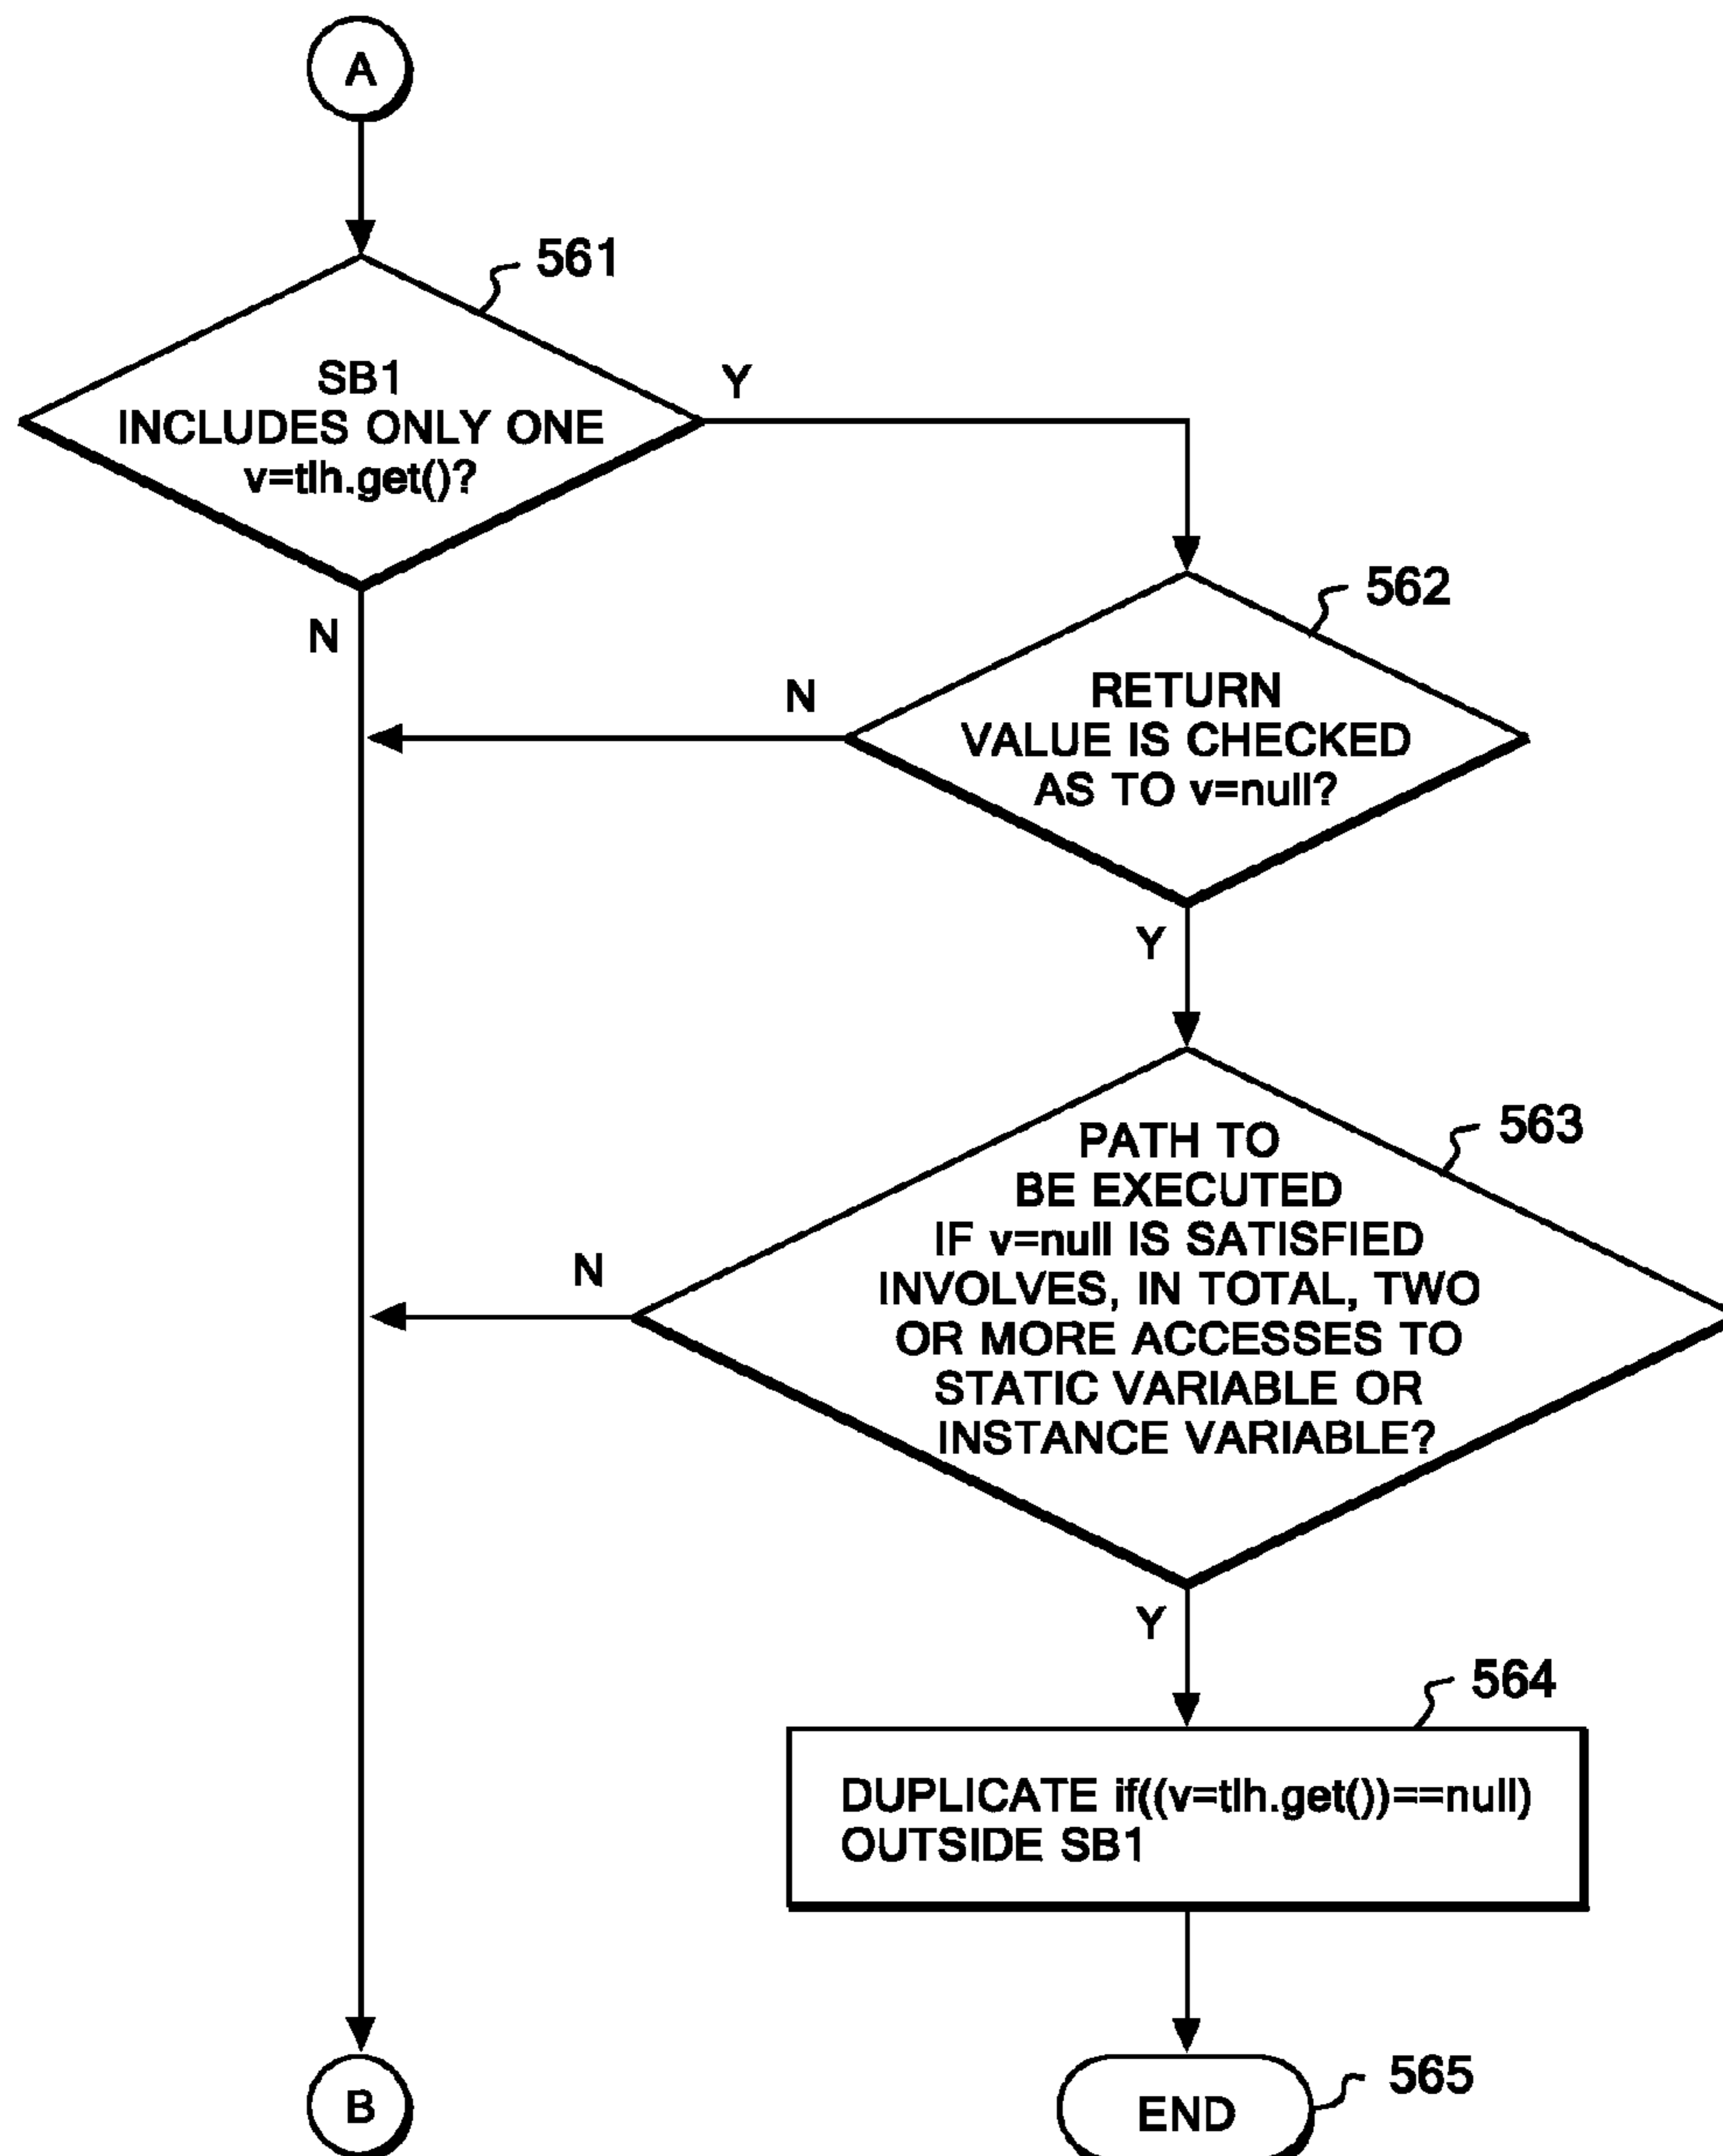 A
561
SB1
INCLUDES ONLY ONE
v=tlh.get()?
Y
N
562
RETURN
VALUE IS CHECKED
AS TO v=null?
N
Y
563
PATH TO
BE EXECUTED
IF v=null IS SATISFIED
INVOLVES, IN TOTAL, TWO
OR MORE ACCESSES TO
STATIC VARIABLE OR
INSTANCE VARIABLE?
N
Y
564
DUPLICATE if((v=tlh.get())==null)
OUTSIDE SB1
B
END
565